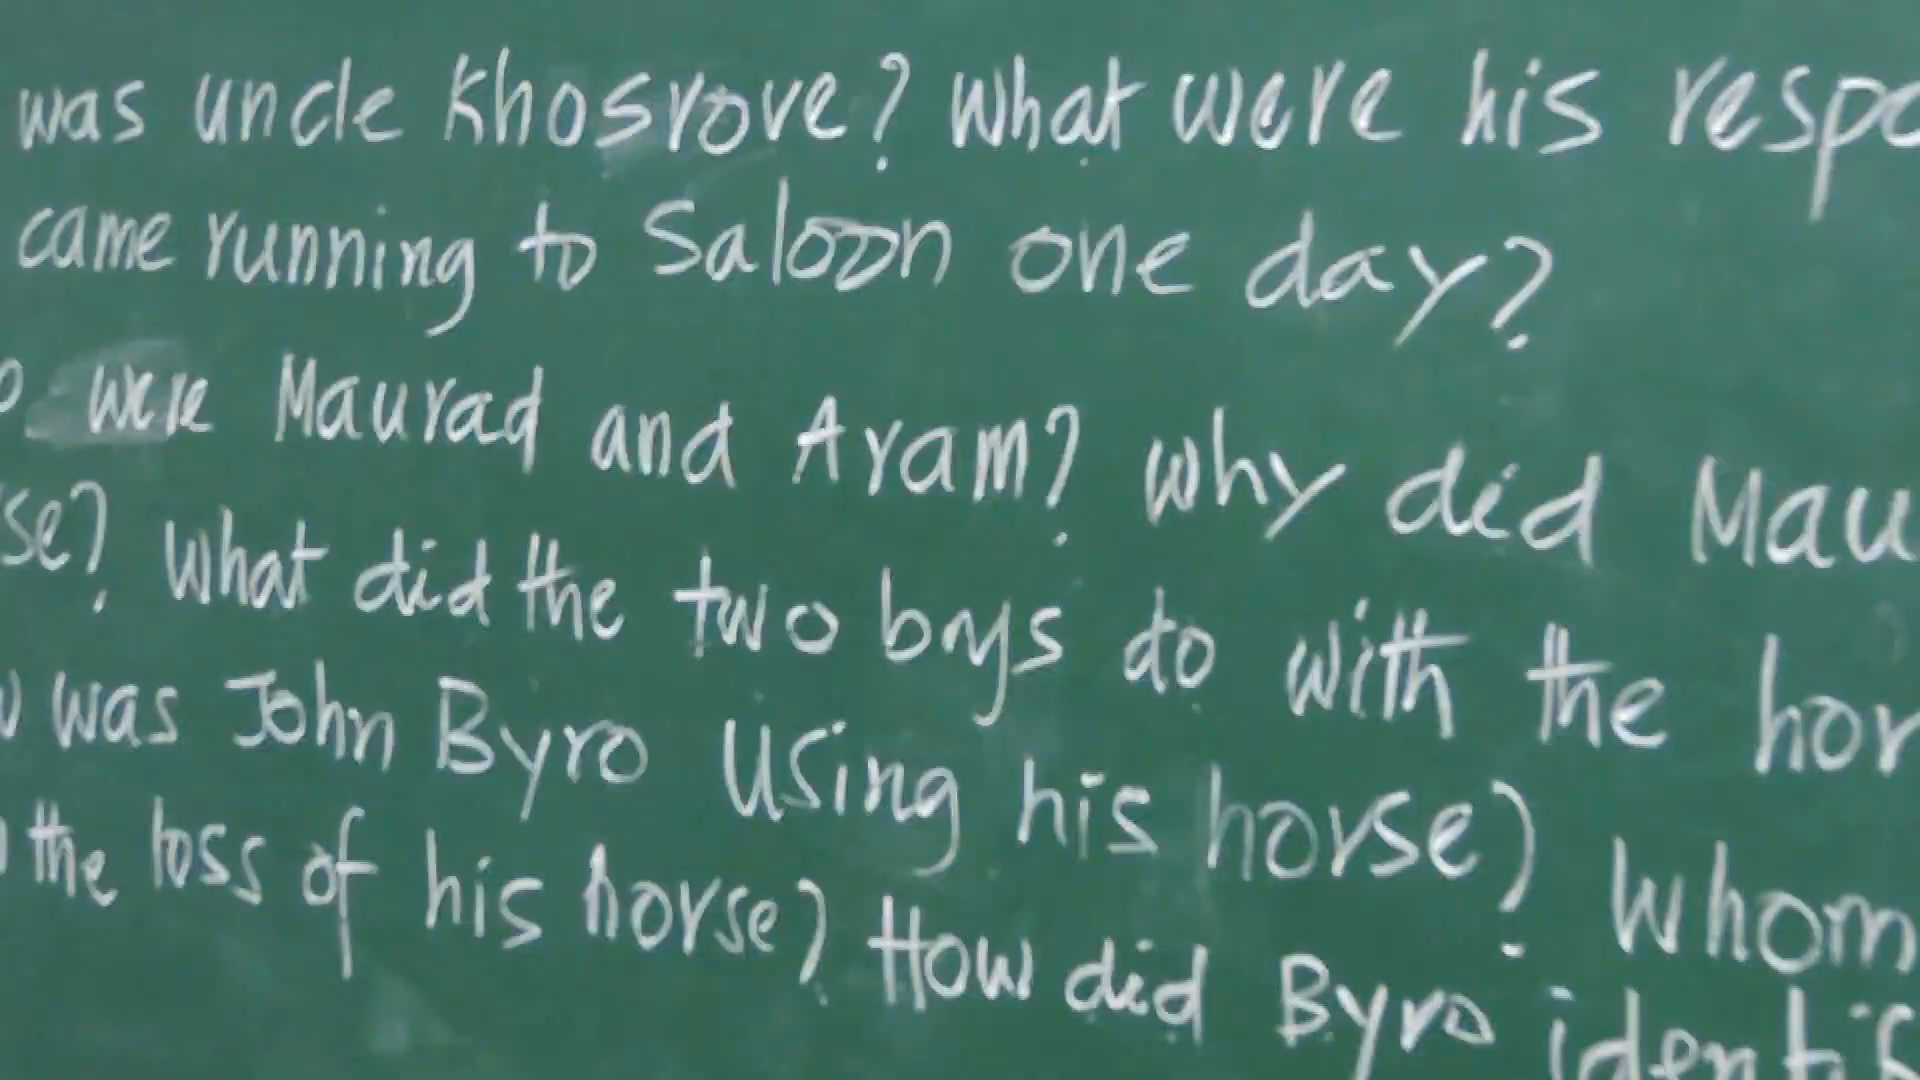 was uncle Khosrove? What were his respo
came running to Saloon one day?
were Maurad and Aram? Why did Mau
se? What did the two boys do with the hor
was John Byro Using his horse? Whom
the loss of his horse? How did Byro identif